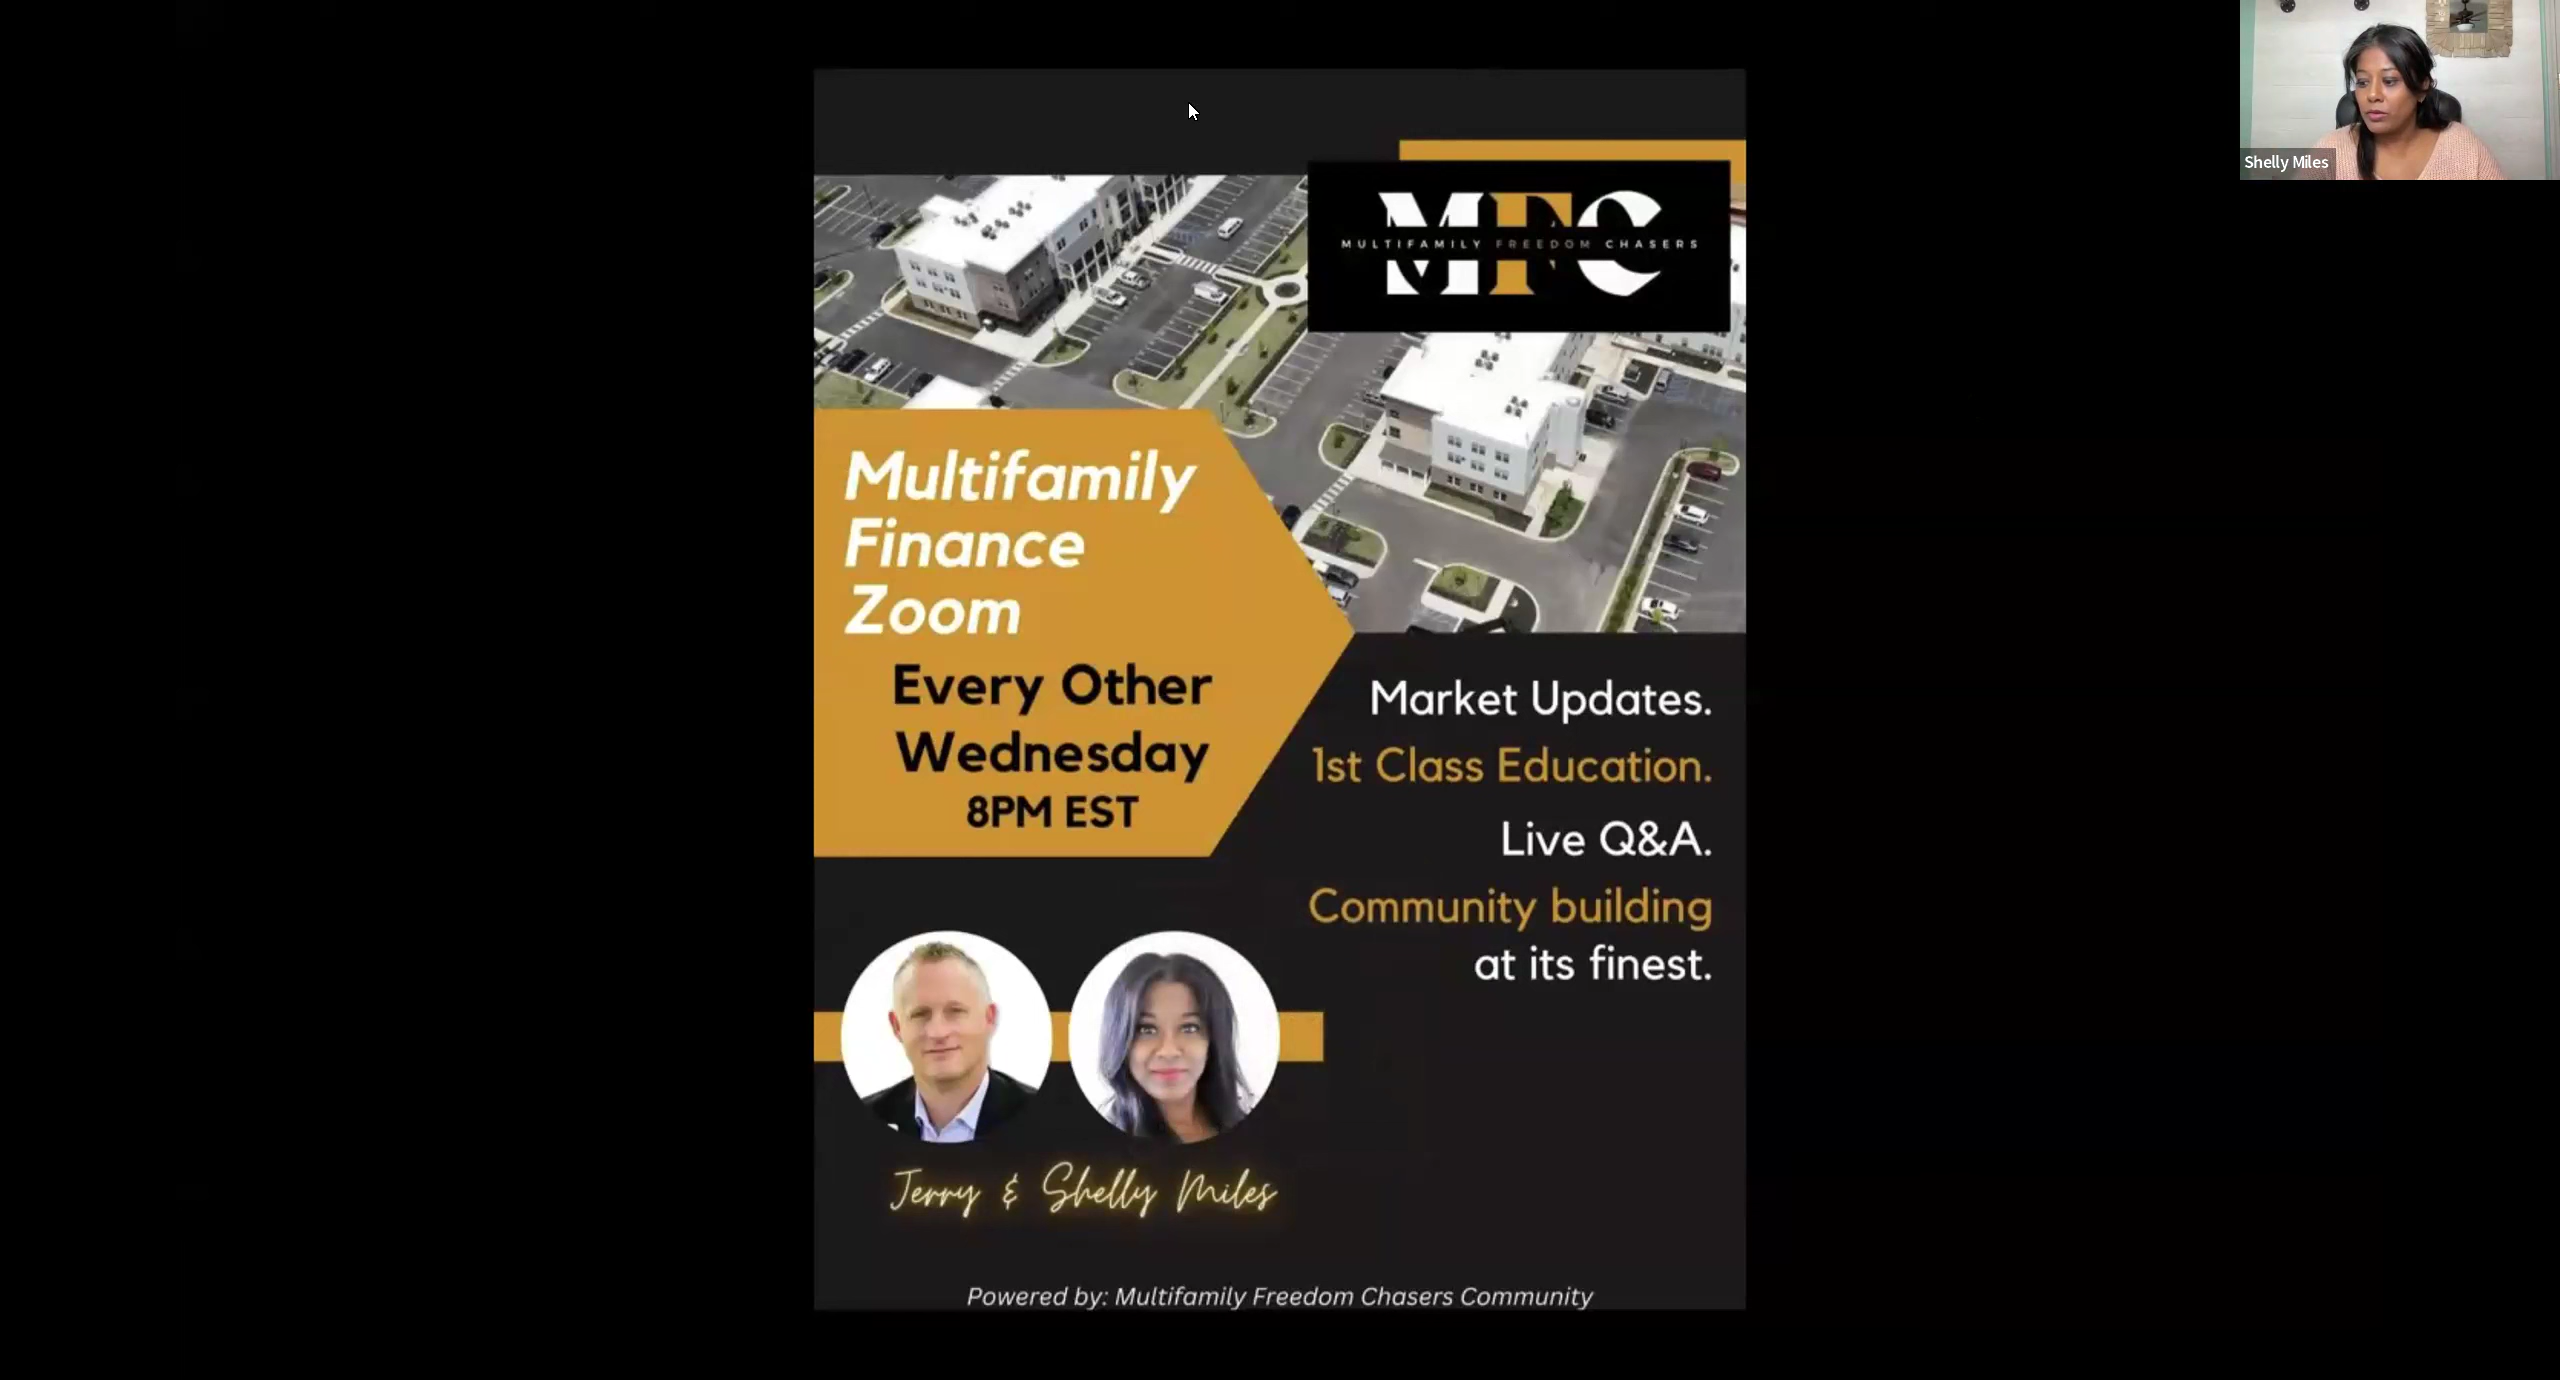 Shelly Miles
MFC
MULTIFAMILY FREEDOM CHASERS
Multifamily
Finance
Zoom
Every Other
Wednesday
8PM EST
Market Updates.
1st Class Education.
Live Q&A.
Community building
at its finest.
Jerry & Shelly Miles
Powered by: Multifamily Freedom Chasers Community